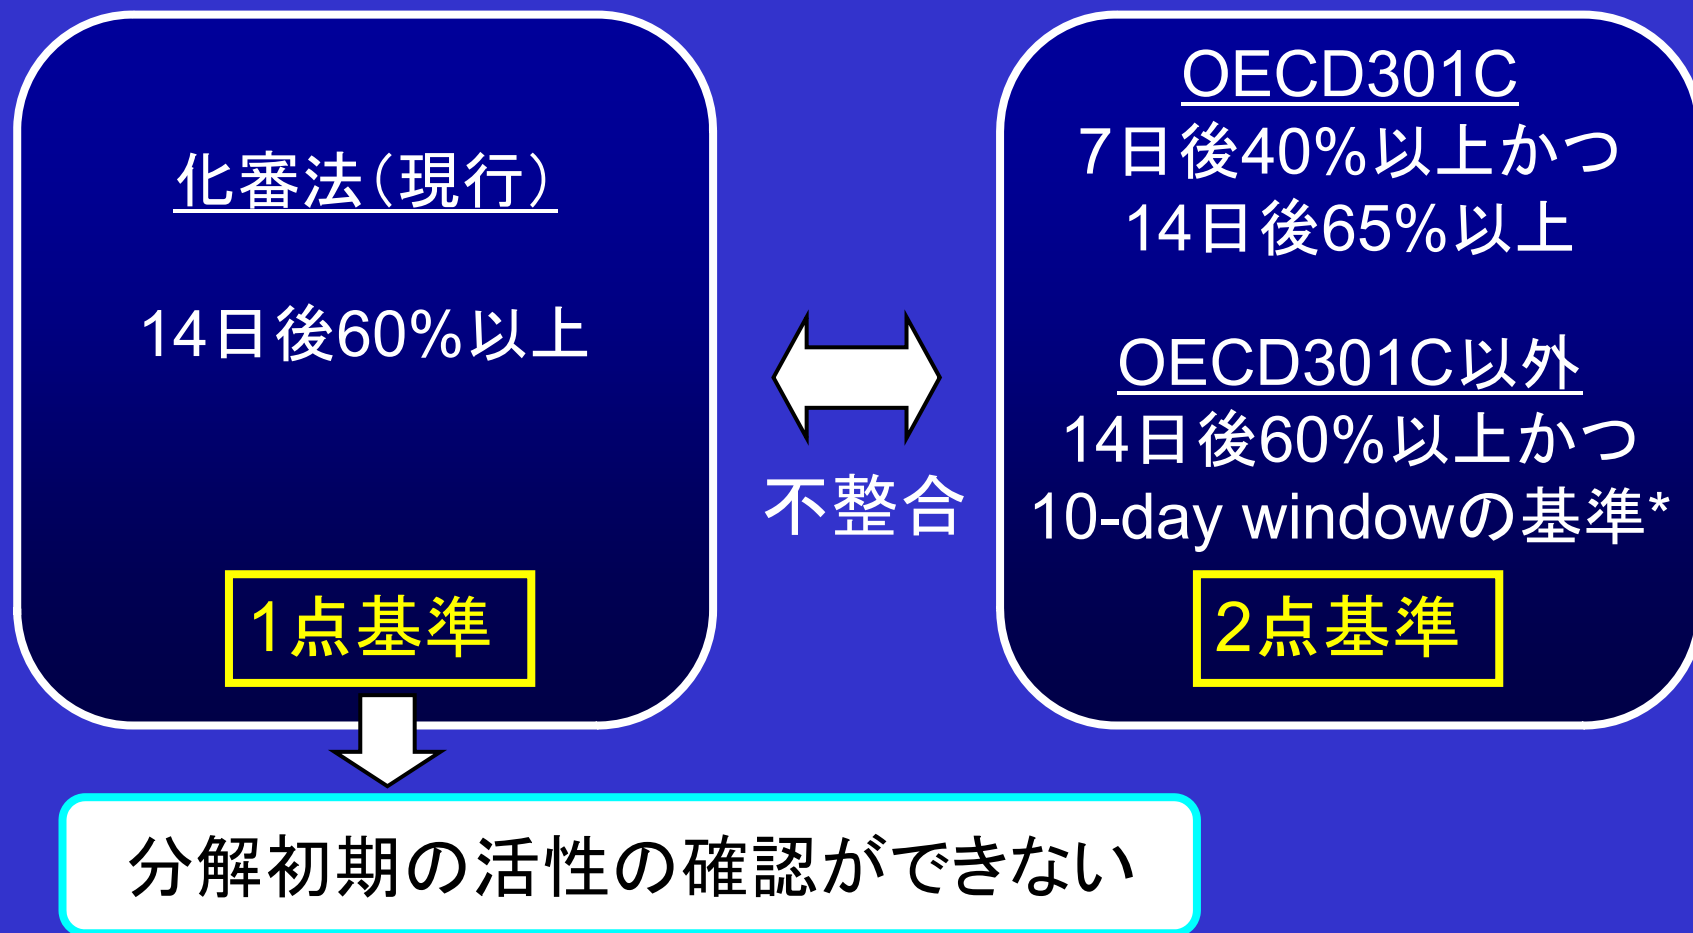 化審法(現行)
14日後60%以上
1点基準
不整合
OECD301C
7日後40%以上かつ
14日後65%以上
OECD301C以外
14日後60%以上かつ
10-day windowの基準*
2点基準
分解初期の活性の確認ができない